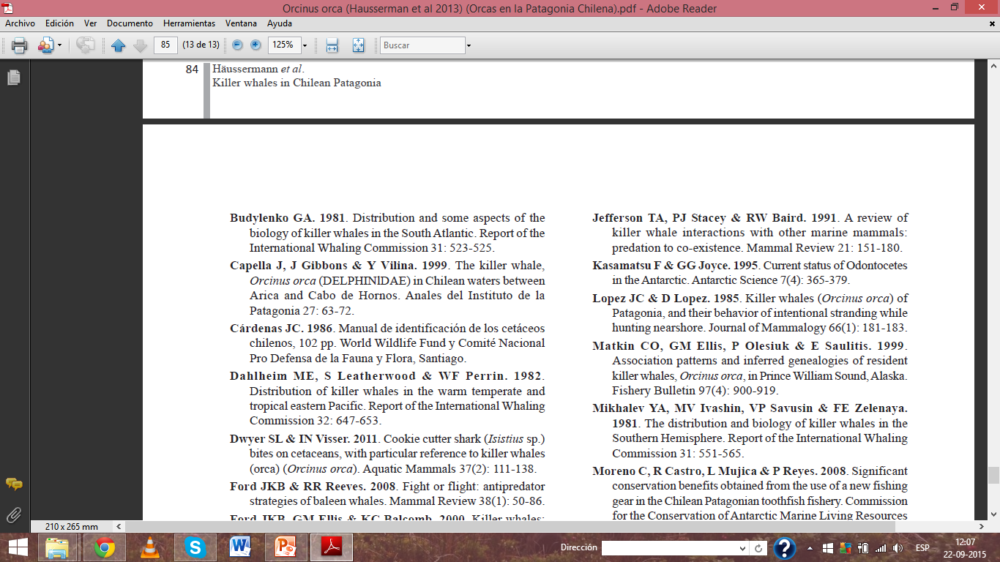 Orcinus orca (Hausserman et al 2013) (Orcas en la Patagonia Chilena).pdf - Adobe Reader
Archivo Edición Ver Documento Herramientas Ventana Ayuda
85 (13 de 13) 125% Buscar
84 Häussermann et al.
Killer whales in Chilean Patagonia
Budylenko GA. 1981. Distribution and some aspects of the
biology of killer whales in the South Atlantic. Report of the
International Whaling Commission 31: 523-525.
Capella J, J Gibbons & Y Vilina. 1999. The killer whale,
Orcinus orca (DELPHINIDAE) in Chilean waters between
Arica and Cabo de Hornos. Anales del Instituto de la
Patagonia 27: 63-72.
Cárdenas JC. 1986. Manual de identificación de los cetáceos
chilenos, 102 pp. World Wildlife Fund y Comité Nacional
Pro Defensa de la Fauna y Flora, Santiago.
Dahlheim ME, S Leatherwood & WF Perrin. 1982.
Distribution of killer whales in the warm temperate and
tropical eastern Pacific. Report of the International Whaling
Commission 32: 647-653.
Dwyer SL & IN Visser. 2011. Cookie cutter shark (Isistius sp.)
bites on cetaceans, with particular reference to killer whales
(orca) (Orcinus orca). Aquatic Mammals 37(2): 111-138.
Ford JKB & RR Reeves. 2008. Fight or flight: antipredator
strategies of baleen whales. Mammal Review 38(1): 50-86.
Ford JKB, GM Ellis & KC Balcomb. 2000. Killer whales:
Jefferson TA, PJ Stacey & RW Baird. 1991. A review of
killer whale interactions with other marine mammals:
predation to co-existence. Mammal Review 21: 151-180.
Kasamatsu F & GG Joyce. 1995. Current status of Odontocetes
in the Antarctic. Antarctic Science 7(4): 365-379.
Lopez JC & D Lopez. 1985. Killer whales (Orcinus orca) of
Patagonia, and their behavior of intentional stranding while
hunting nearshore. Journal of Mammalogy 66(1): 181-183.
Matkin CO, GM Ellis, P Olesiuk & E Saulitis. 1999.
Association patterns and inferred genealogies of resident
killer whales, Orcinus orca, in Prince William Sound, Alaska.
Fishery Bulletin 97(4): 900-919.
Mikhalev YA, MV Ivashin, VP Savusin & FE Zelenaya.
1981. The distribution and biology of killer whales in the
Southern Hemisphere. Report of the International Whaling
Commission 31: 551-565.
Moreno C, R Castro, L Mujica & P Reyes. 2008. Significant
conservation benefits obtained from the use of a new fishing
gear in the Chilean Patagonian toothfish fishery. Commission
for the Conservation of Antarctic Marine Living Resources
210 x 265 mm
Dirección ESP 12:07
22-09-2015